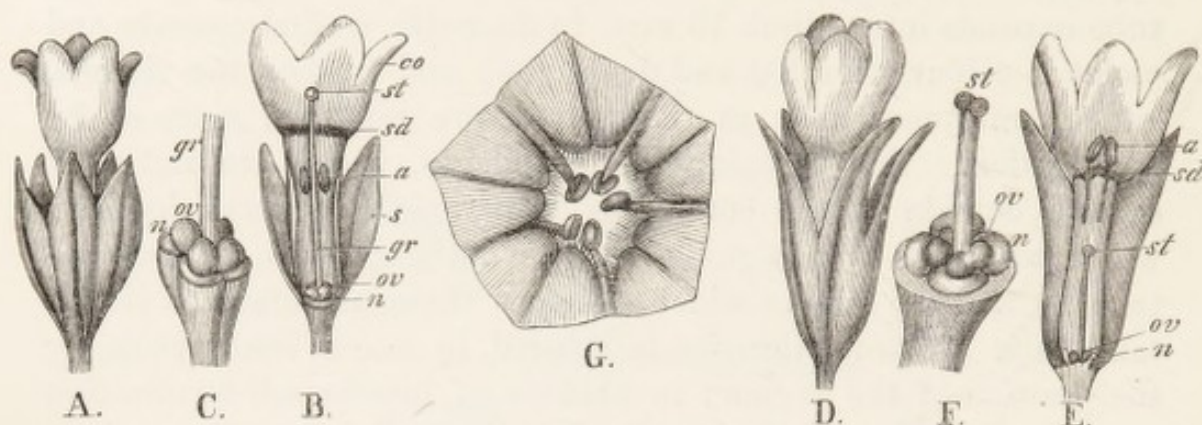 co
st
sd
a
s
gr
ov
n
gr
ov
n
st
ov
n
a
sd
st
ov
n
A.
C.
B.
G.
D.
F.
E.